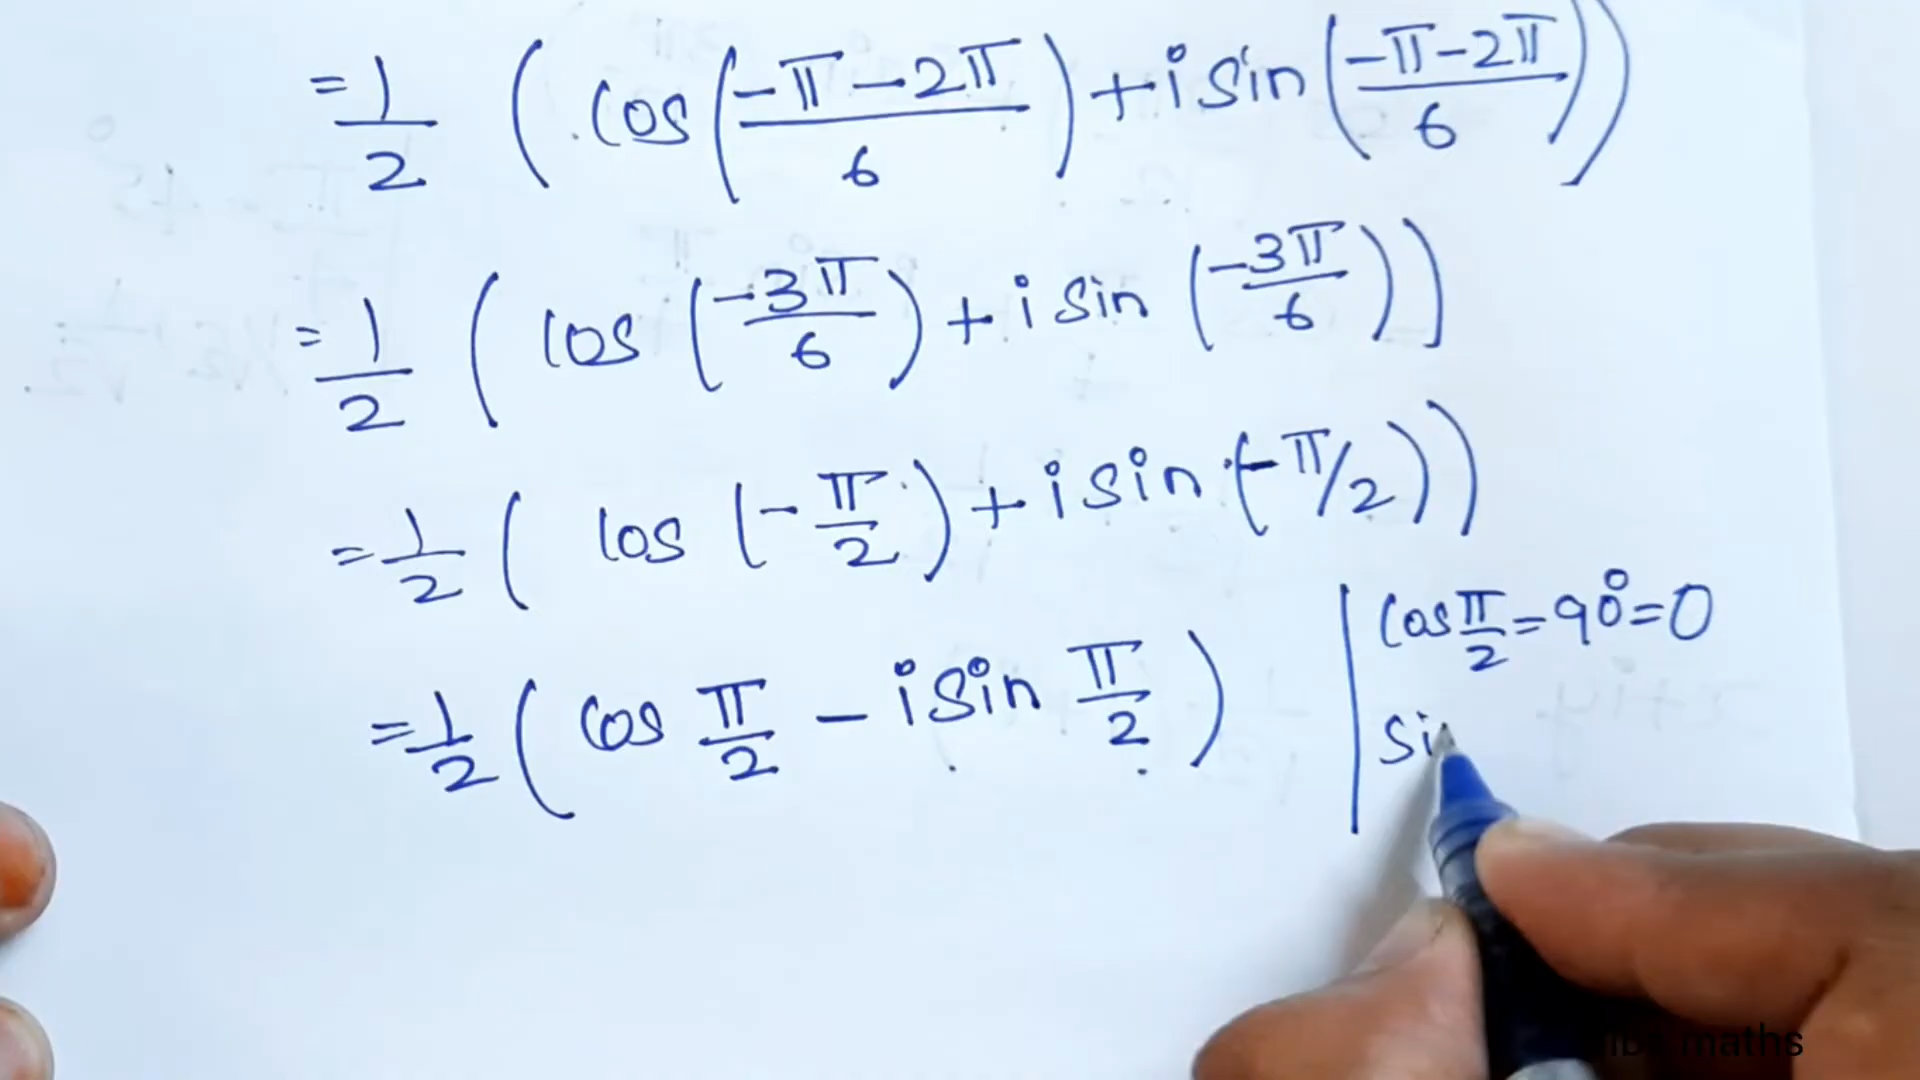 = 1/2 ( cos((-π-2π)/6) + i sin((-π-2π)/6) )
= 1/2 ( cos(-3π/6) + i sin(-3π/6) )
= 1/2 ( cos(-π/2) + i sin(-π/2) )
= 1/2 ( cos π/2 - i sin π/2 )
cos π/2 = 90° = 0
Si
maths